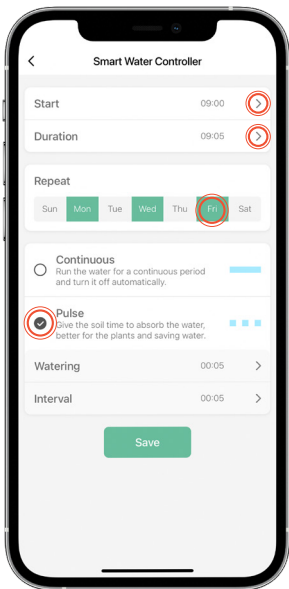 Smart Water Controller
Start 09:00
Duration 09:05
Repeat
Sun Mon Tue Wed Thu Fri Sat
Continuous
Run the water for a continuous period
and turn it off automatically.
Pulse
Give the soil time to absorb the water,
better for the plants and saving water.
Watering 00:05
Interval 00:05
Save